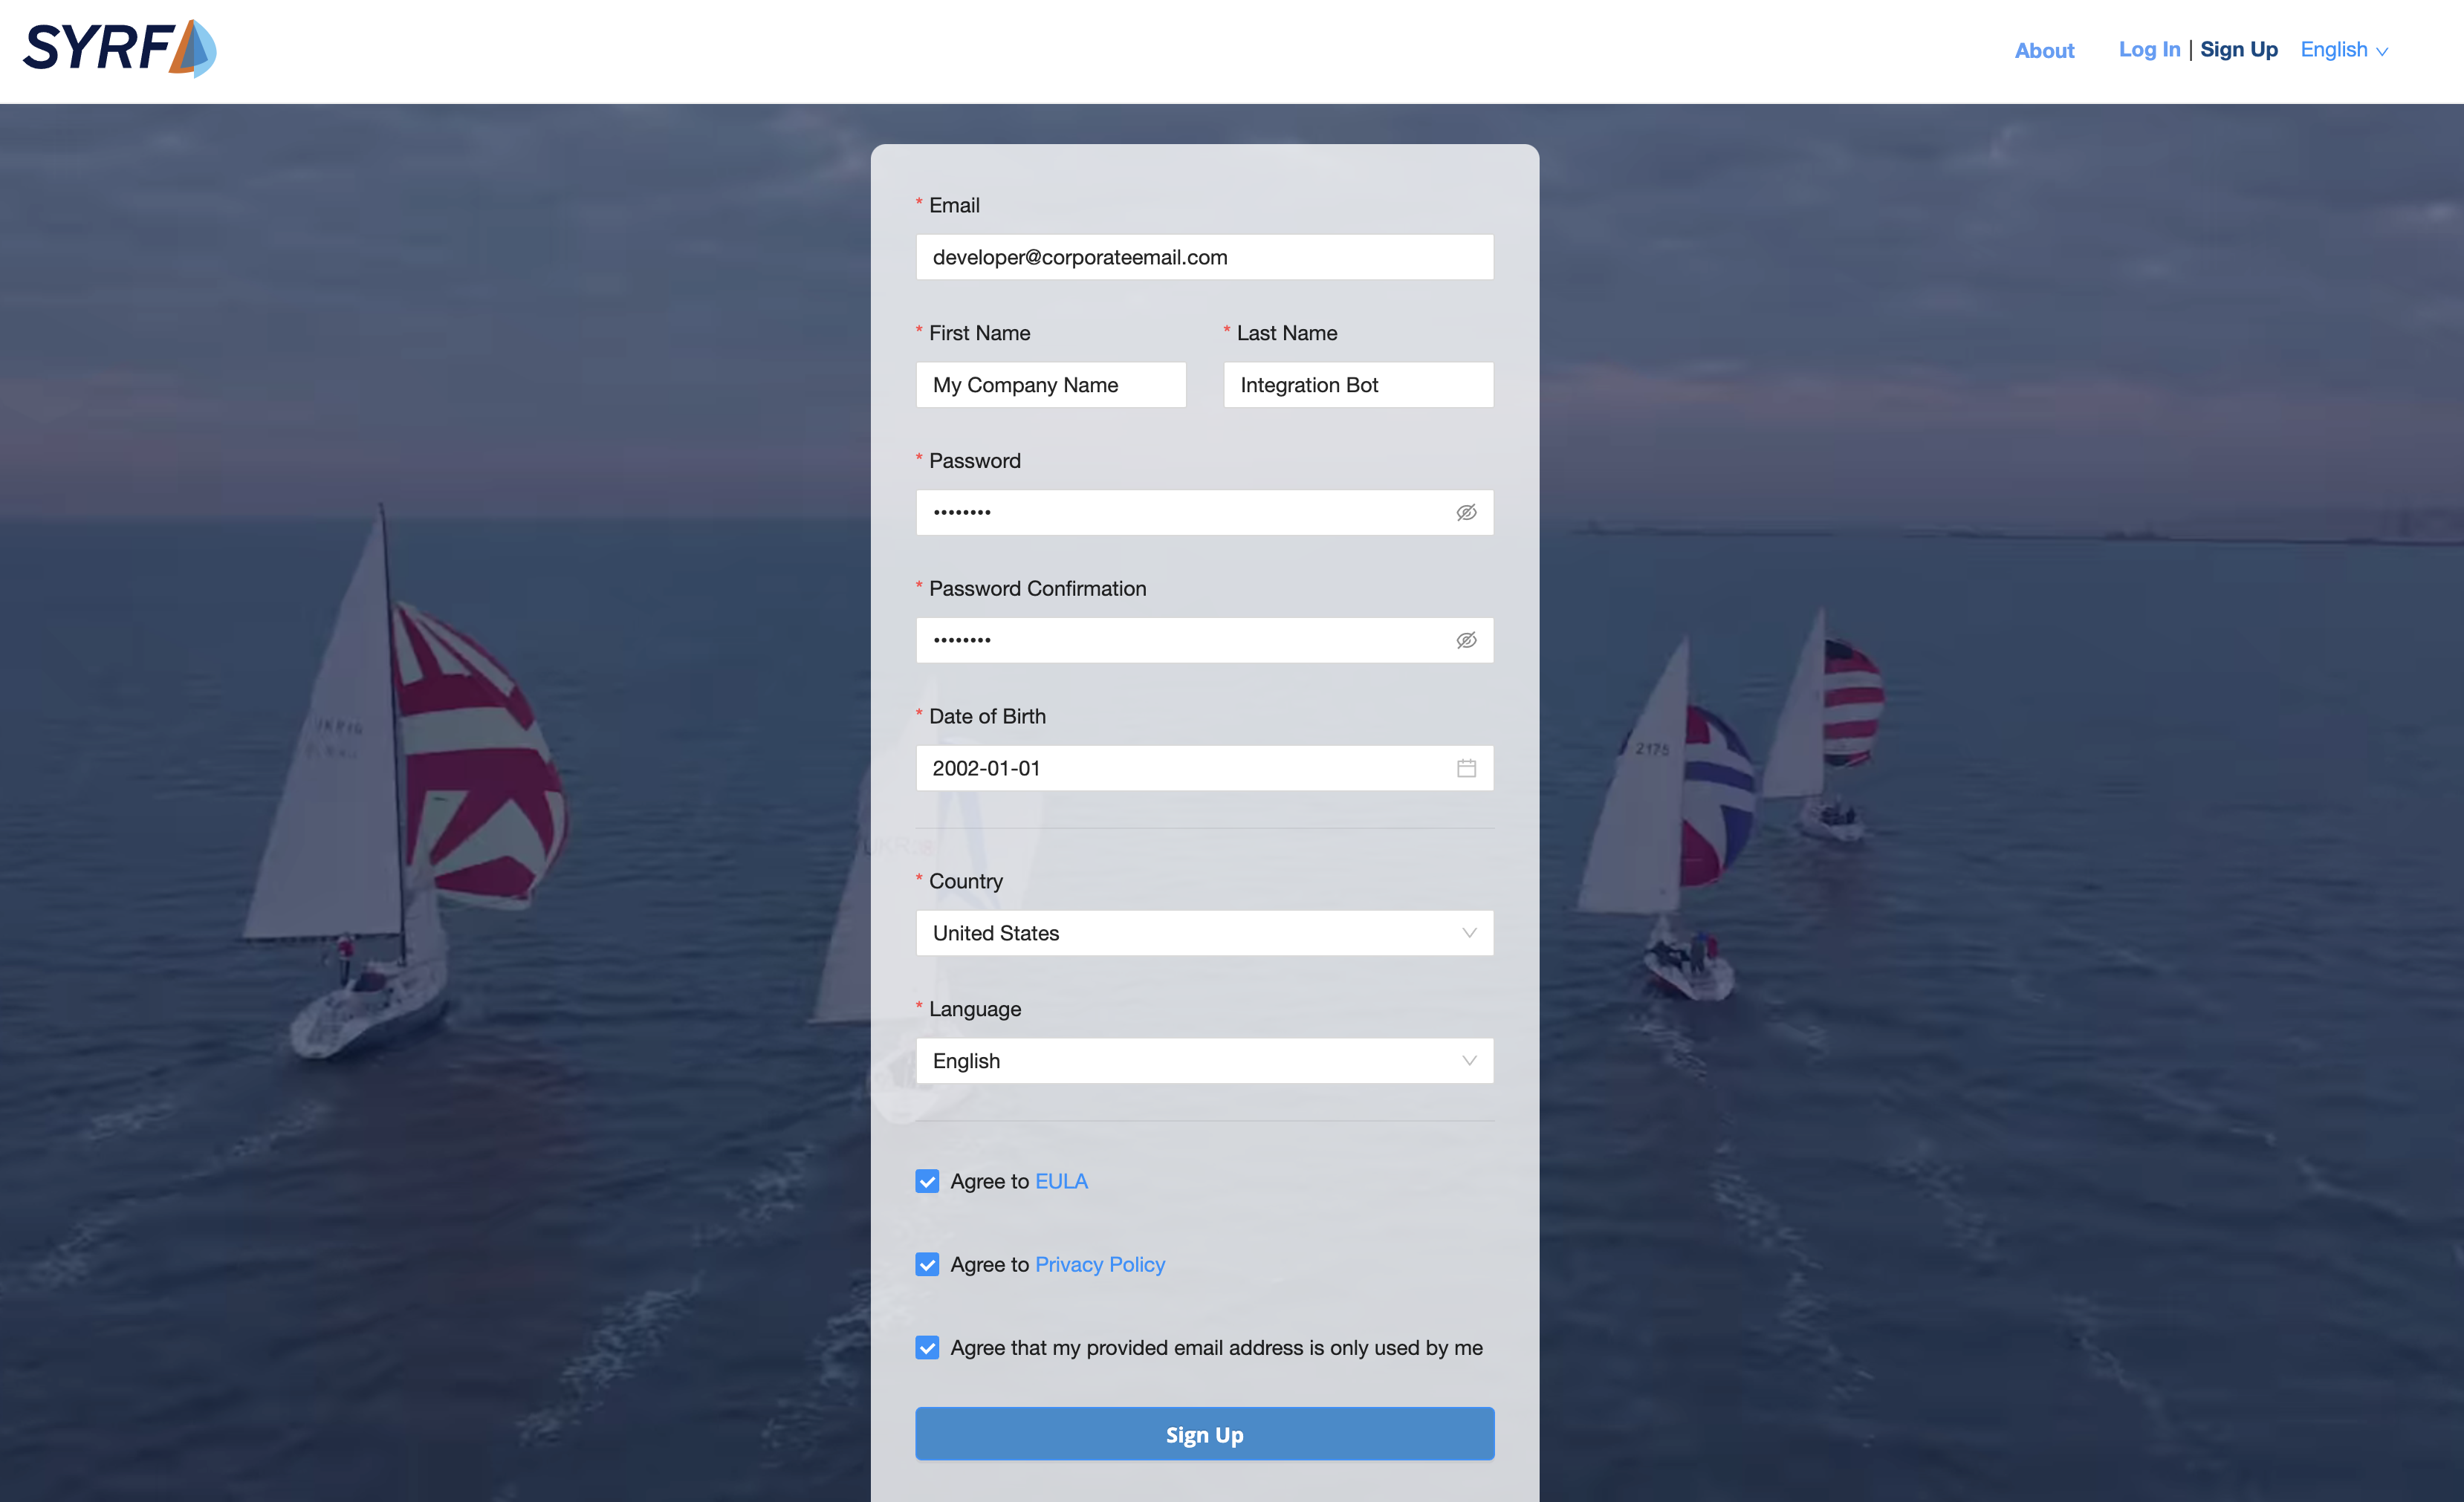 SYRF
About Log In | Sign Up English
* Email
developer@corporateemail.com
* First Name * Last Name
My Company Name Integration Bot
* Password
••••••••
* Password Confirmation
••••••••
* Date of Birth
2002-01-01
* Country
United States
* Language
English
Agree to EULA
Agree to Privacy Policy
Agree that my provided email address is only used by me
Sign Up
2175